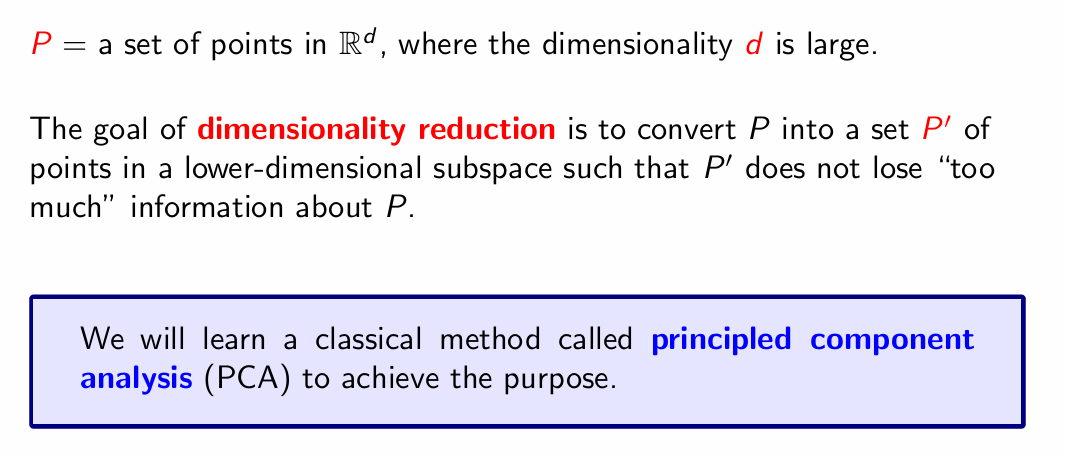 P = a set of points in ℝᵈ, where the dimensionality d is large.
The goal of dimensionality reduction is to convert P into a set P′ of
points in a lower-dimensional subspace such that P′ does not lose “too
much” information about P.
We will learn a classical method called principled component
analysis (PCA) to achieve the purpose.